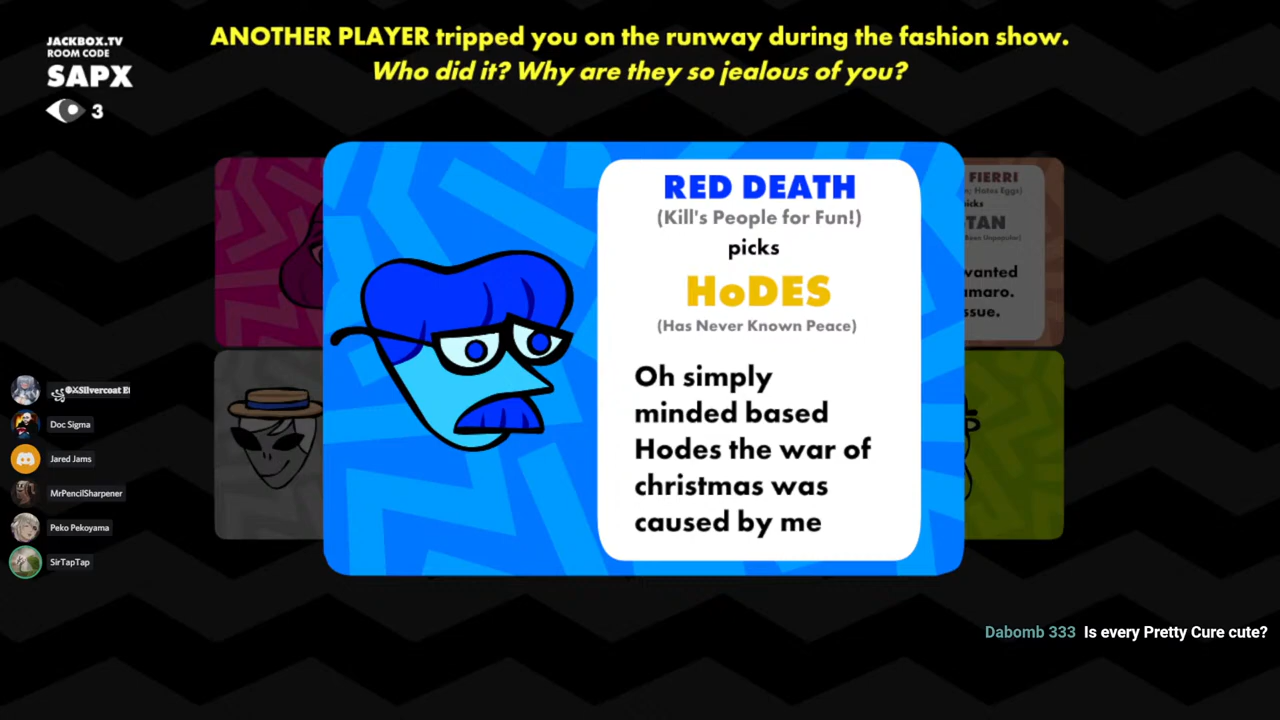 JACKBOX.TV
ROOM CODE
SAPX
3
ANOTHER PLAYER tripped you on the runway during the fashion show.
Who did it? Why are they so jealous of you?
RED DEATH
(Kill's People for Fun!)
picks
HoDES
(Has Never Known Peace)
Oh simply
minded based
Hodes the war of
christmas was
caused by me
FIERRI
Hates Eggs)
TAN
wanted
Silvercoat
Doc Sigma
Jared Jams
MrPencilSharpener
Peko Pekoyama
SirTapTap
Dabomb 333 Is every Pretty Cure cute?